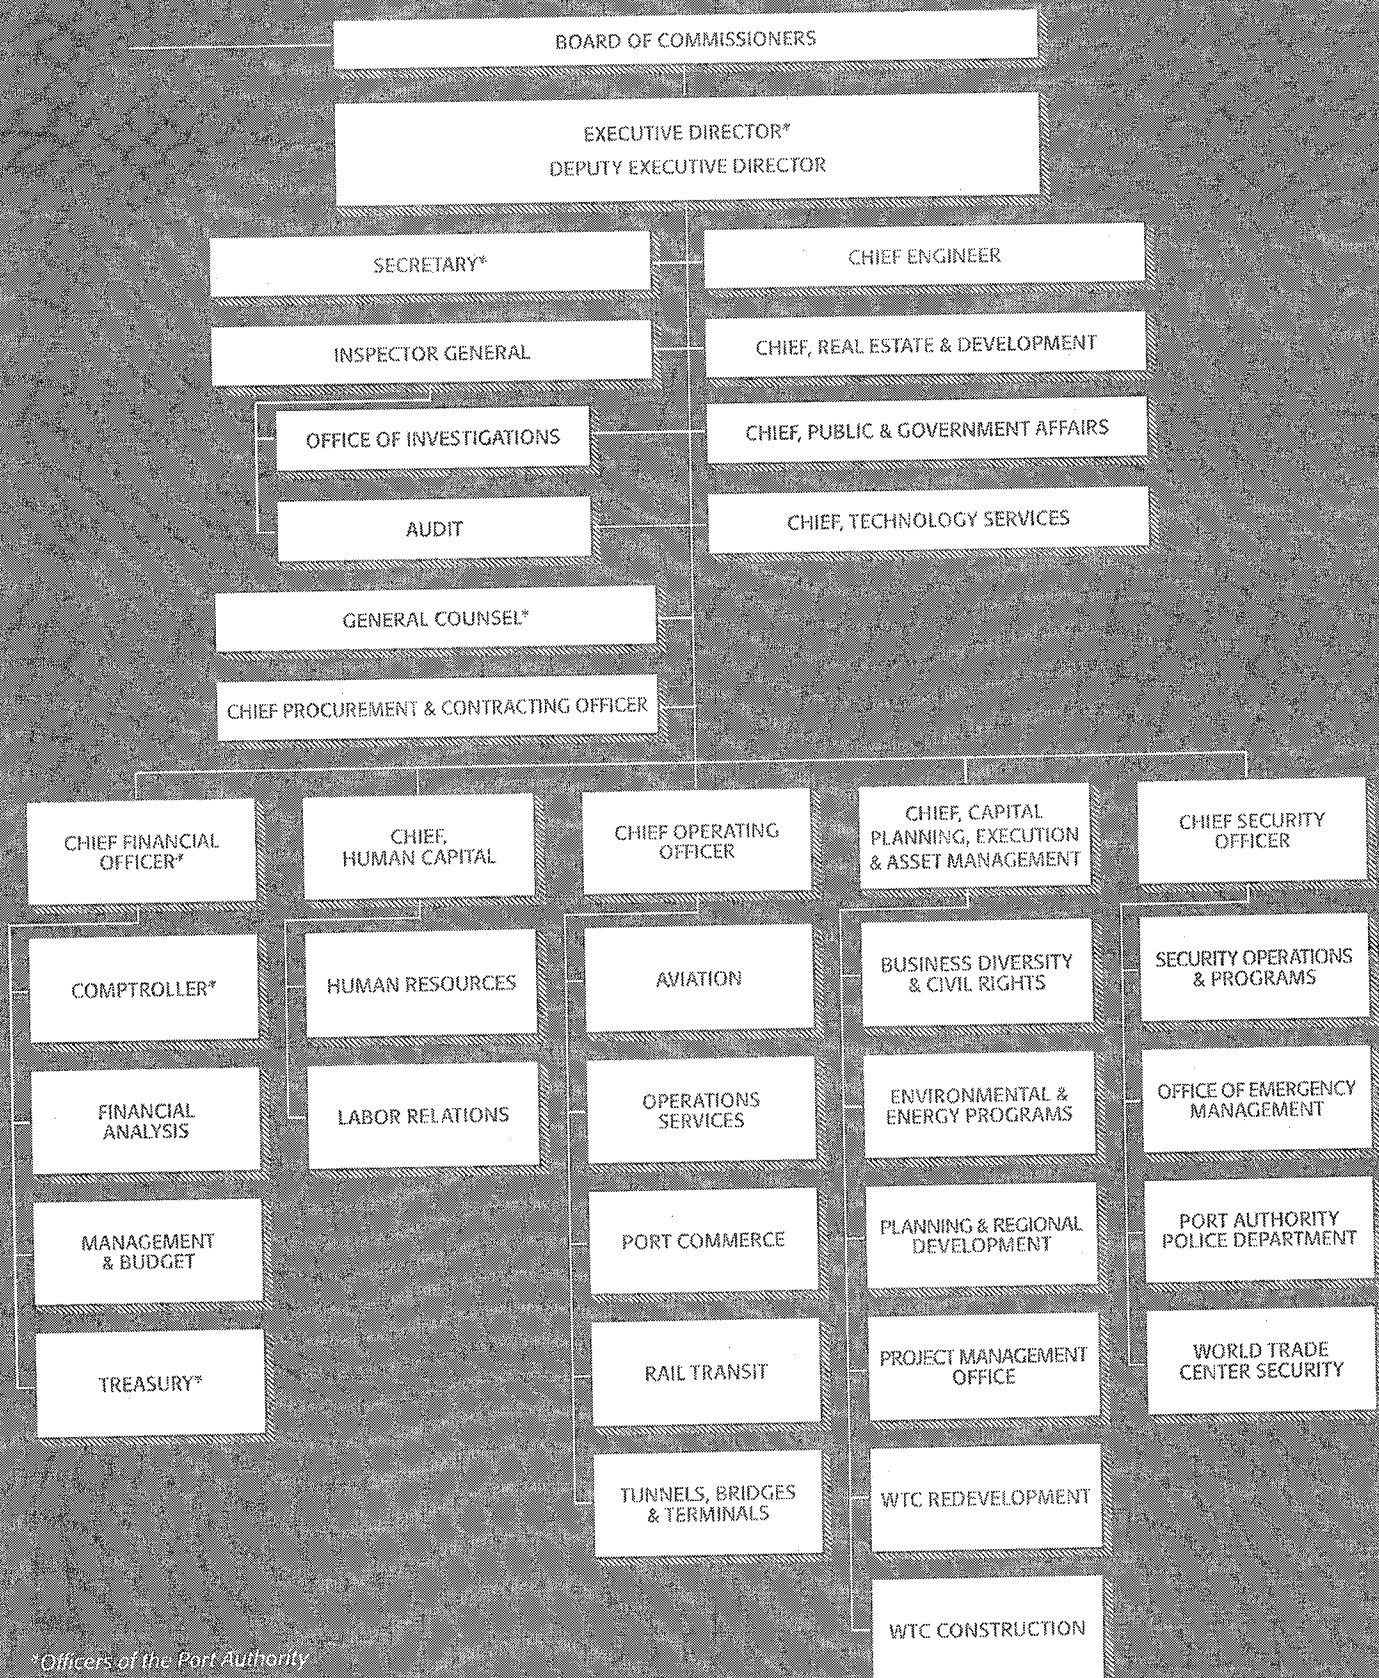 BOARD OF COMMISSIONERS
EXECUTIVE DIRECTOR*
DEPUTY EXECUTIVE DIRECTOR
SECRETARY*
CHIEF ENGINEER
INSPECTOR GENERAL
CHIEF, REAL ESTATE & DEVELOPMENT
OFFICE OF INVESTIGATIONS
CHIEF, PUBLIC & GOVERNMENT AFFAIRS
AUDIT
CHIEF, TECHNOLOGY SERVICES
GENERAL COUNSEL*
CHIEF PROCUREMENT & CONTRACTING OFFICER
CHIEF FINANCIAL
OFFICER*
COMPTROLLER*
FINANCIAL
ANALYSIS
MANAGEMENT
& BUDGET
TREASURY*
CHIEF,
HUMAN CAPITAL
HUMAN RESOURCES
LABOR RELATIONS
CHIEF OPERATING
OFFICER
AVIATION
OPERATIONS
SERVICES
PORT COMMERCE
RAIL TRANSIT
TUNNELS, BRIDGES
& TERMINALS
CHIEF, CAPITAL
PLANNING, EXECUTION
& ASSET MANAGEMENT
BUSINESS DIVERSITY
& CIVIL RIGHTS
ENVIRONMENTAL &
ENERGY PROGRAMS
PLANNING & REGIONAL
DEVELOPMENT
PROJECT MANAGEMENT
OFFICE
WTC REDEVELOPMENT
WTC CONSTRUCTION
CHIEF SECURITY
OFFICER
SECURITY OPERATIONS
& PROGRAMS
OFFICE OF EMERGENCY
MANAGEMENT
PORT AUTHORITY
POLICE DEPARTMENT
WORLD TRADE
CENTER SECURITY
*Officers of the Port Authority